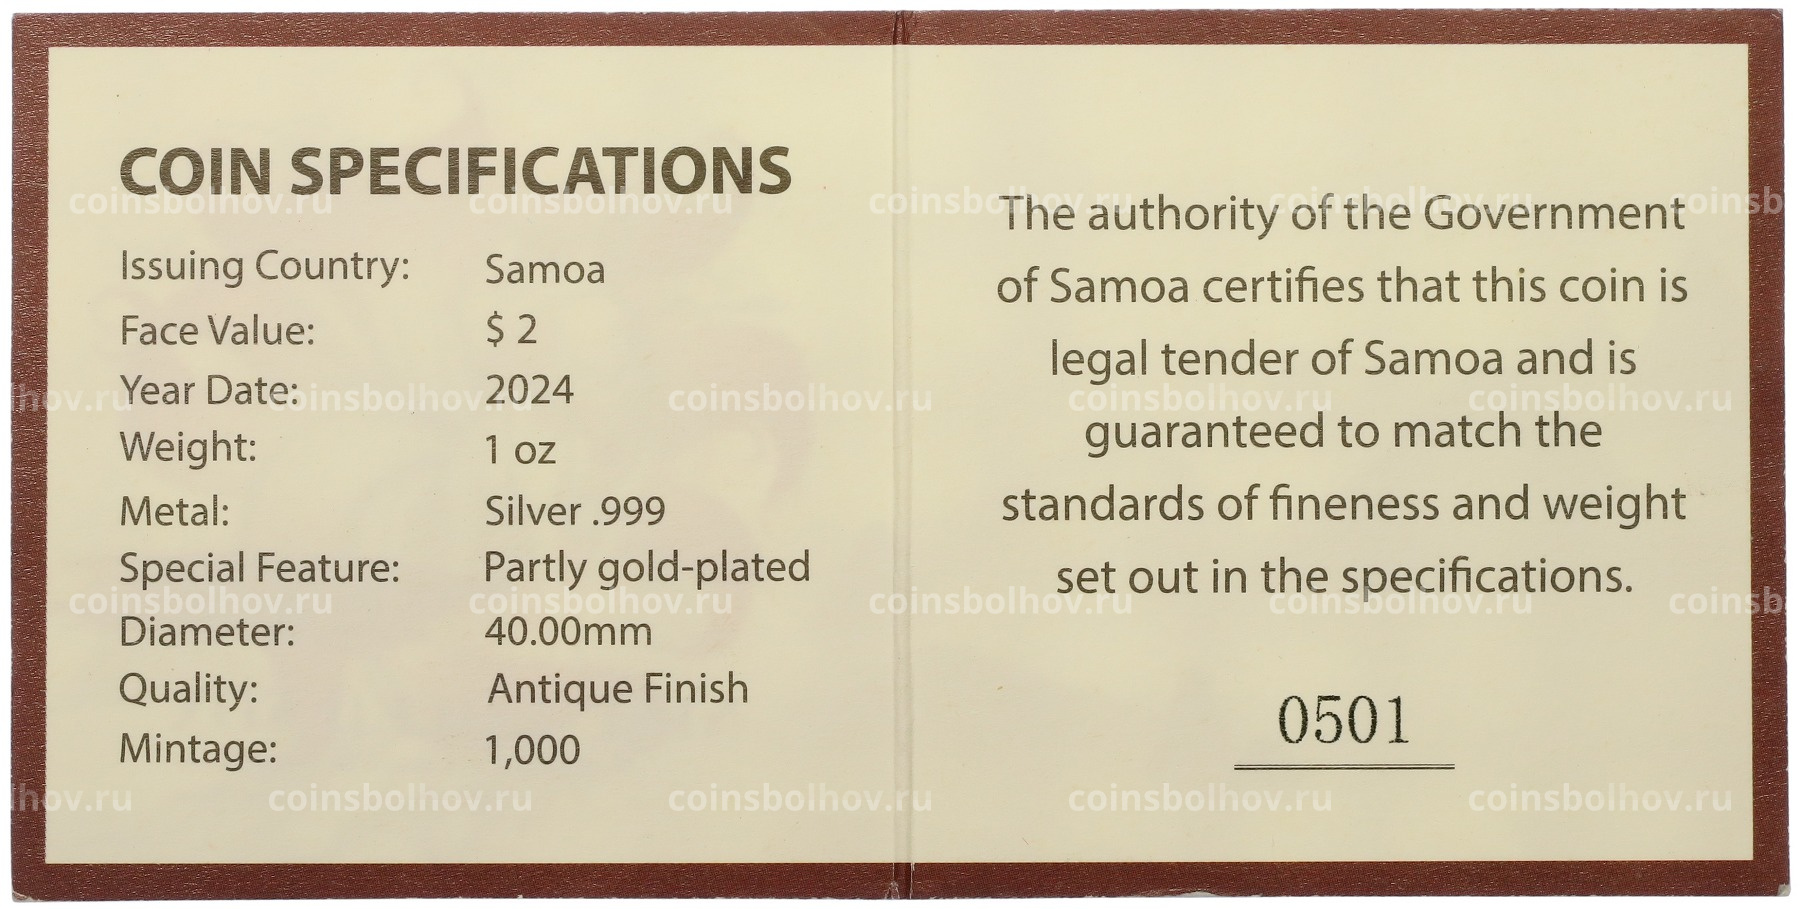 COIN SPECIFICATIONS
Issuing Country: Samoa
Face Value: $ 2
Year Date: 2024
Weight: 1 oz
Metal: Silver .999
Special Feature: Partly gold-plated
Diameter: 40.00mm
Quality: Antique Finish
Mintage: 1,000
The authority of the Government
of Samoa certifies that this coin is
legal tender of Samoa and is
guaranteed to match the
standards of fineness and weight
set out in the specifications.
0501
coinsbolhov.ru